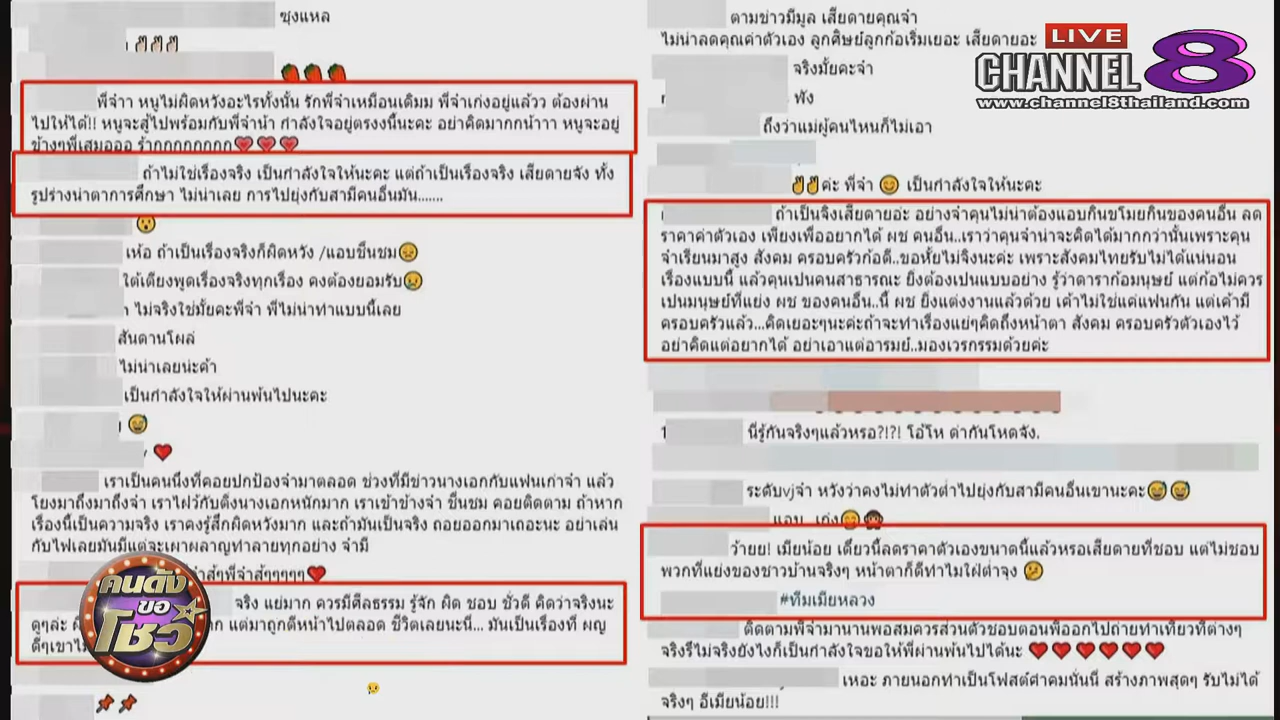 ซุงแหล
พี่จ๋าา หนูไม่ผิดหวังอะไรทั้งนั้น รักพี่จ๋าเหมือนเดิมม พี่จ๋าเก่งอยู่แล้วว ต้องผ่าน
ไปให้ได้!! หนูจะสู้ไปพร้อมกับพี่จ๋าน้า กำลังใจอยู่ตรงงนี้นะคะ อย่าคิดมากกน้าาา หนูจะอยู่
ข้างๆพี่เสมอออ ร้ากกกกกกกกก
ถ้าไม่ใช่เรื่องจริง เป็นกำลังใจให้นะคะ แต่ถ้าเป็นเรื่องจริง เสียดายจัง ทั้ง
รูปร่างน่าตาการศึกษา ไม่น่าเลย การไปยุ่งกับสามีคนอื่นมัน.......
เห้อ ถ้าเป็นเรื่องจริงก็ผิดหวัง /แอบชื่นชม
ใต้เตียงพูดเรื่องจริงทุกเรื่อง คงต้องยอมรับ
ไม่จริงใช่มั้ยคะพี่จ๋า พี่ไม่น่าทำแบบนี้เลย
สันดานโผล่
ไม่น่าเลยน่ะค้า
เป็นกำลังใจให้ผ่านพ้นไปนะคะ
เราเป็นคนนึ่งที่คอยปกป้องจ๋ามาตลอด ช่วงที่มีข่าวนางเอกกับแฟนเก่าจ๋า แล้ว
โยงมาถึงมาถึงจ๋า เราไฝว้กับติ่งนางเอกหนักมาก เราเข้าข้างจ๋า ชื่นชม คอยติดตาม ถ้าหาก
เรื่องนี้เป็นความจริง เราคงรู้สึกผิดหวังมาก และถ้ามันเป็นจริง ถอยออกมาเถอะนะ อย่าเล่น
กับไฟเลยมันมีแต่จะเผาผลาญทำลายทุกอย่าง จ๋ามี
จ๋าสู้ๆพี่จ๋าสู้ๆๆๆๆ
จริง แย่มาก ควรมีศีลธรรม รู้จัก ผิด ชอบ ชั่วดี คิดว่าจริงนะ
ดูๆล่ะ แต่มาถูกตีหน้าไปตลอด ชีวิตเลยนะนี่... มันเป็นเรื่องที่ ผญ
ดีๆเขาไม่
คนดัง
ขอ
โชว์
ตามข่าวมีมูล เสียดายคุณจ๋า
ไม่น่าลดคุณค่าตัวเอง ลูกศิษย์ลูกก้อเริ่มเยอะ เสียดายอะ
จริงมั้ยคะจ๋า
พัง
ถึงว่าแม่ผู้คนไหนก็ไม่เอา
ค่ะ พี่จ๋า เป็นกำลังใจให้นะคะ
ถ้าเป็นจิงเสียดายอ่ะ อย่างจ๋าคุนไม่น่าต้องแอบกินขโมยกินของคนอื่น ลด
ราคาค่าตัวเอง เพียงเพื่ออยากได้ ผช คนอื่น..เราว่าคุนจ๋าน่าจะคิดได้มากกว่านั้นเพราะคุน
จ๋าเรียนมาสูง สังคม ครอบครัวก้อดี..ขอหั้ยไม่จิงนะค่ะ เพราะสังคมไทยรับไม่ได้แน่นอน
เรื่องแบบนี้ แล้วคุนเปนคนสาธารณะ ยิ่งต้องเปนแบบอย่าง รู้ว่าดาราก้อมนุษย์ แต่ก้อไม่ควร
เปนมนุษย์ที่แย่ง ผช ของคนอื่น..นี้ ผช ยิ่งแต่งงานแล้วด้วย เค้าไม่ใช่แค่แฟนกัน แต่เค้ามี
ครอบครัวแล้ว...คิดเยอะๆนะค่ะถ้าจะทำเรื่องแย่ๆคิดถึงหน้าตา สังคม ครอบครัวตัวเองไว้
อย่าคิดแต่อยากได้ อย่าเอาแต่อารมย์..มองเวรกรรมด้วยค่ะ
นี่รู้กันจริงๆแล้วหรอ?!?! โอ้โห ด่ากันโหดจัง.
ระดับvjจ๋า หวังว่าคงไม่ทำตัวต่ำไปยุ่งกับสามีคนอื่นเขานะคะ
แอบ เก่ง
ว้ายย! เมียน้อย เดี๋ยวนี้ลดราคาตัวเองขนาดนี้แล้วหรอเสียดายที่ชอบ แต่ไม่ชอบ
พวกที่แย่งของชาวบ้านจริงๆ หน้าตาก็ดีทำไมใฝ่ต่ำจุง
#ทีมเมียหลวง
ติดตามพี่จ๋ามานานพอสมควรส่วนตัวชอบตอนพี่ออกไปถ่ายทำเที่ยวที่ต่างๆ
จริงรึไม่จริงยังไงก็เป็นกำลังใจขอให้พี่ผ่านพ้นไปได้นะ
เหอะ ภายนอกทำเป็นโฟสต์ศาคมนั่นนี่ สร้างภาพสุดๆ รับไม่ได้
จริงๆ อีเมียน้อย!!!
LIVE
CHANNEL 8
www.channel8thailand.com